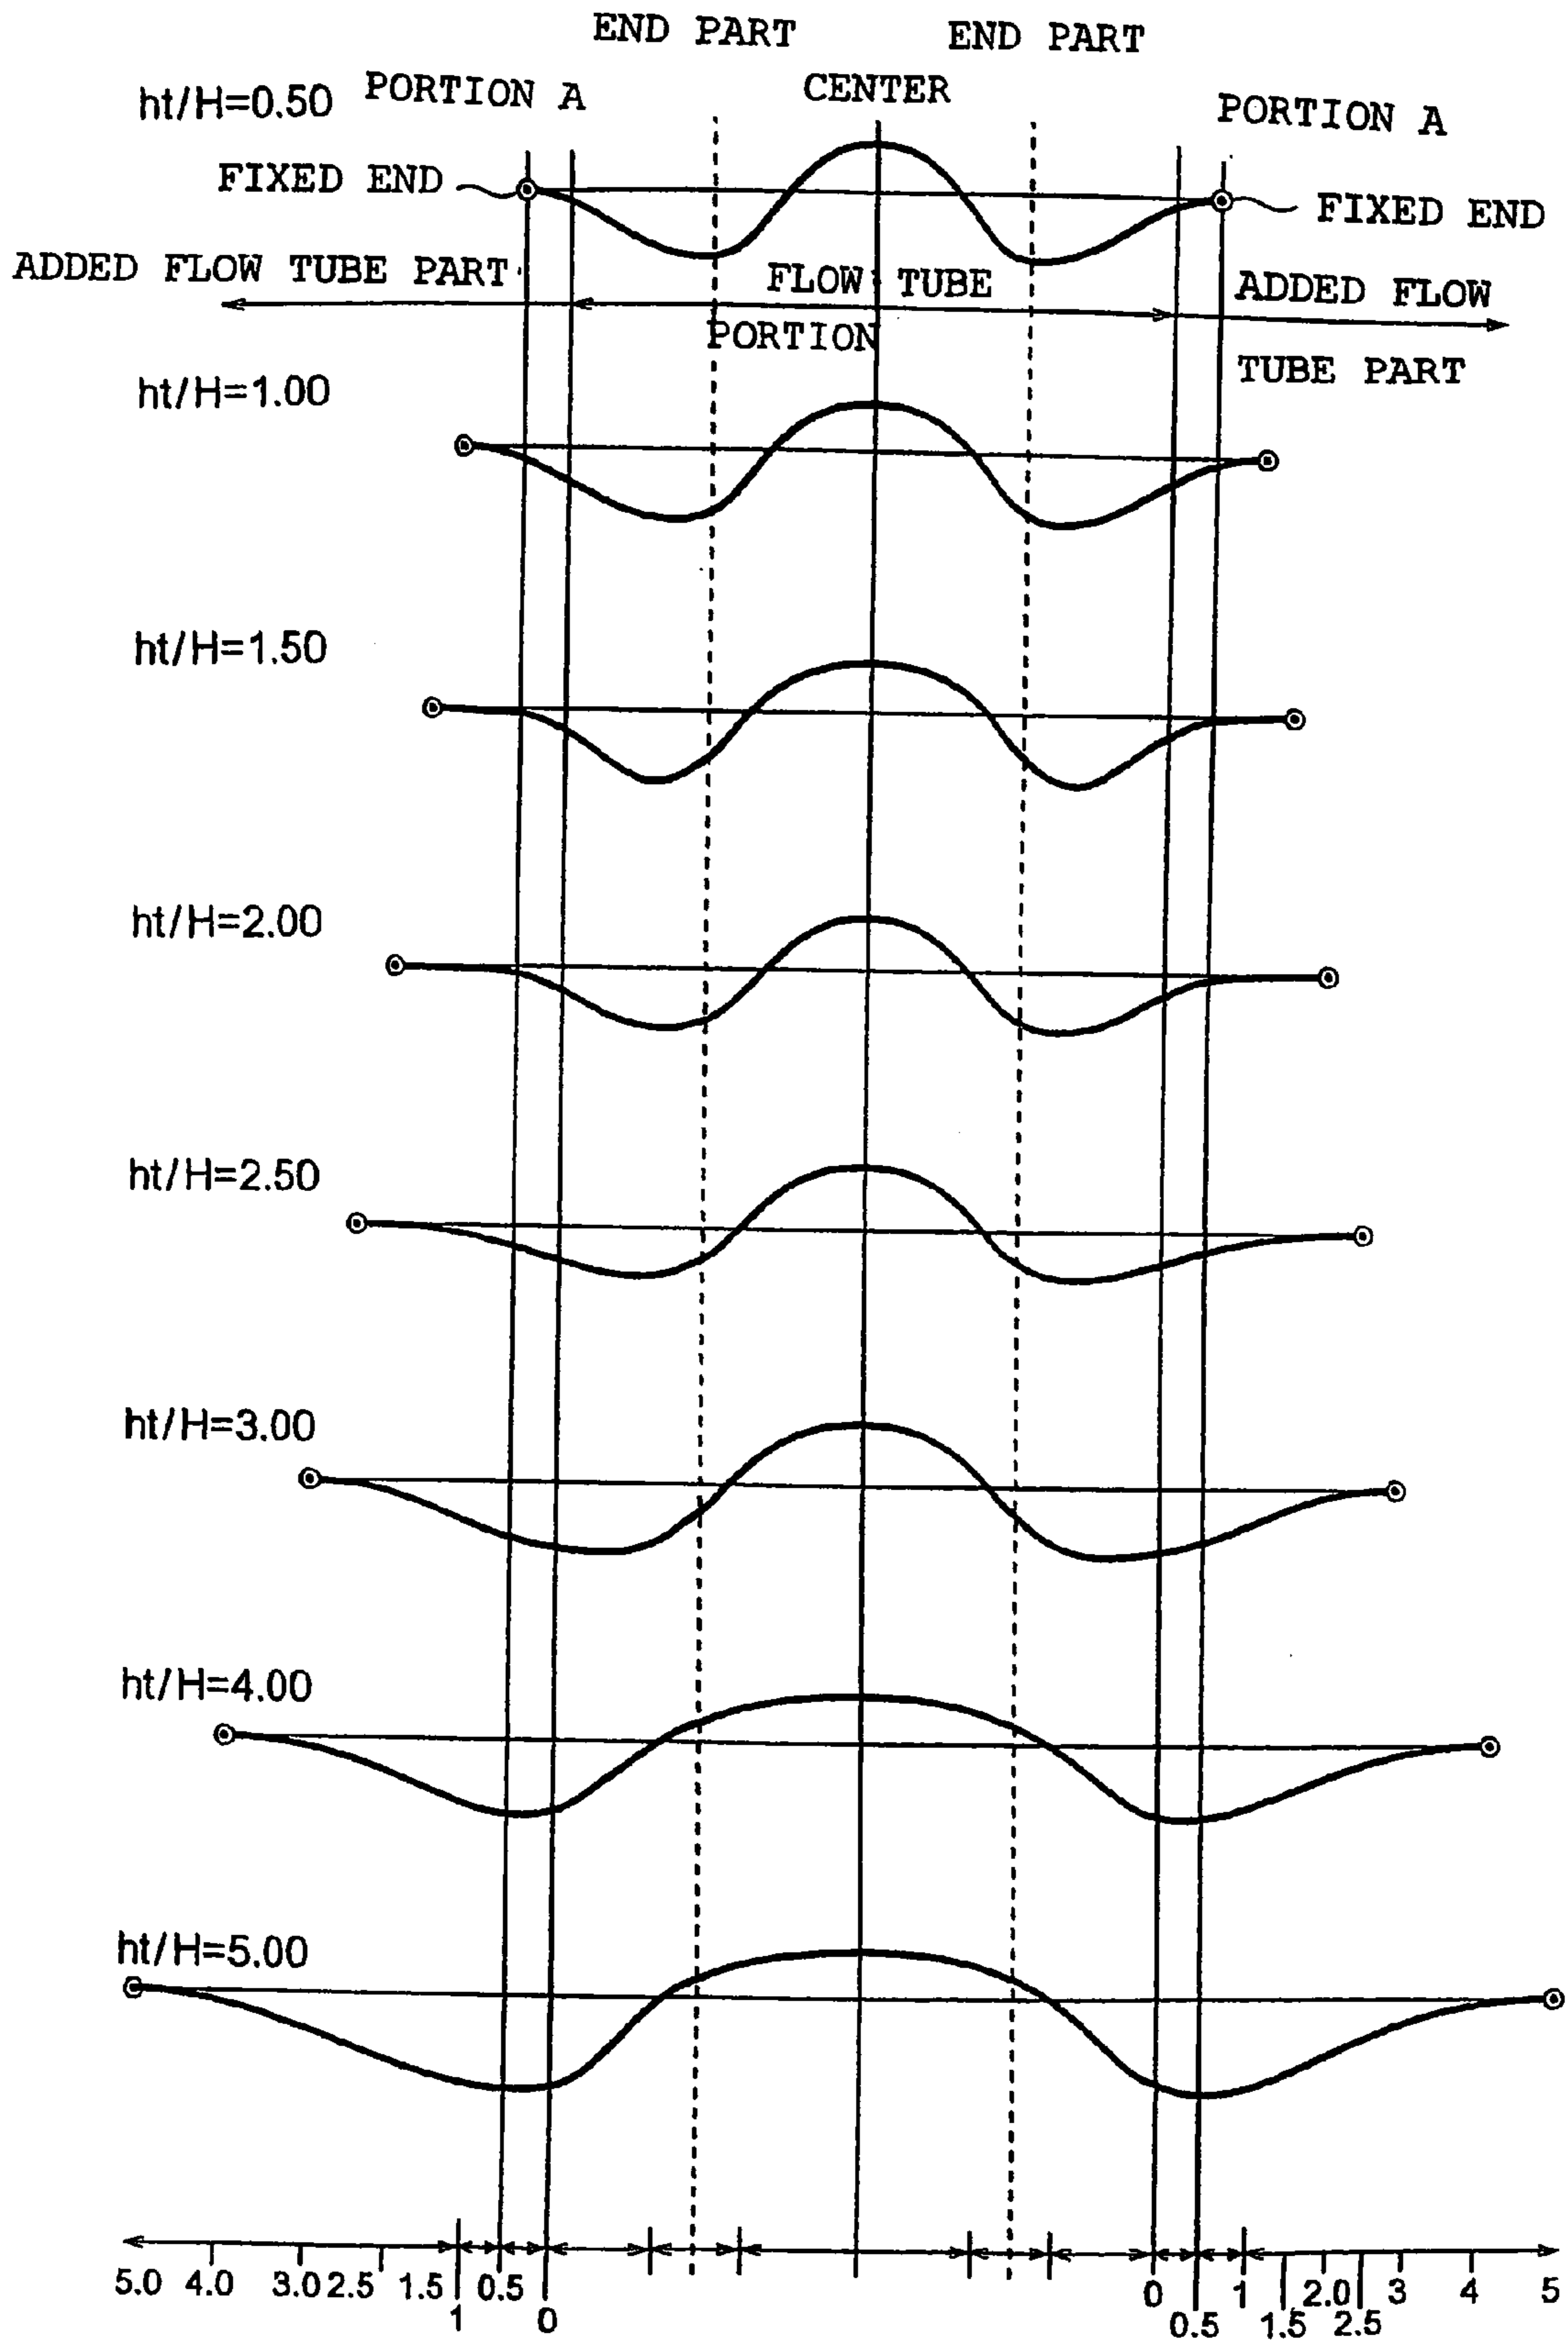 END PART
END PART
ht/H=0.50
PORTION A
CENTER
PORTION A
FIXED END
FIXED END
ADDED FLOW TUBE PART
FLOW TUBE
PORTION
ADDED FLOW
TUBE PART
ht/H=1.00
ht/H=1.50
ht/H=2.00
ht/H=2.50
ht/H=3.00
ht/H=4.00
ht/H=5.00
5.0 4.0 3.0 2.5 1.5 1 0.5 0
0 0.5 1 1.5 2.0 2.5 3 4 5